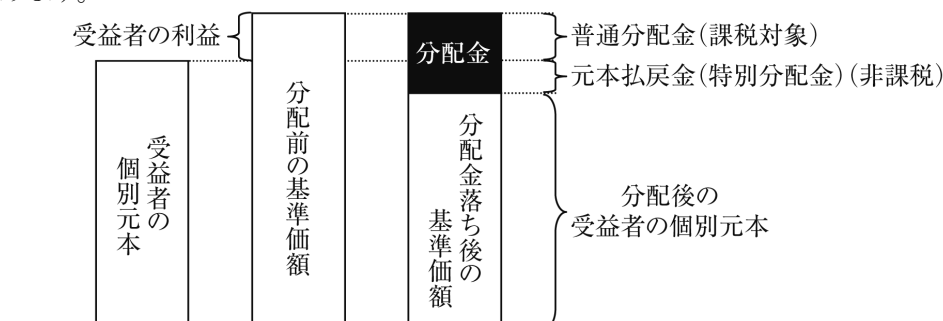 ります。
受益者の利益
分配金
普通分配金(課税対象)
元本払戻金(特別分配金)(非課税)
受益者の
個別元本
分配前の基準価額
分配金落ち後の
基準価額
分配後の
受益者の個別元本